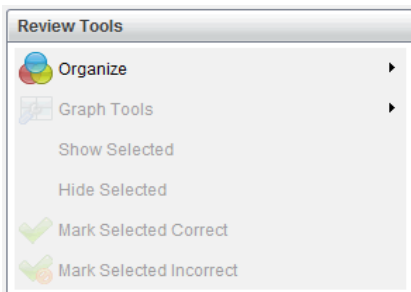 Review Tools
Organize
Graph Tools
Show Selected
Hide Selected
Mark Selected Correct
Mark Selected Incorrect